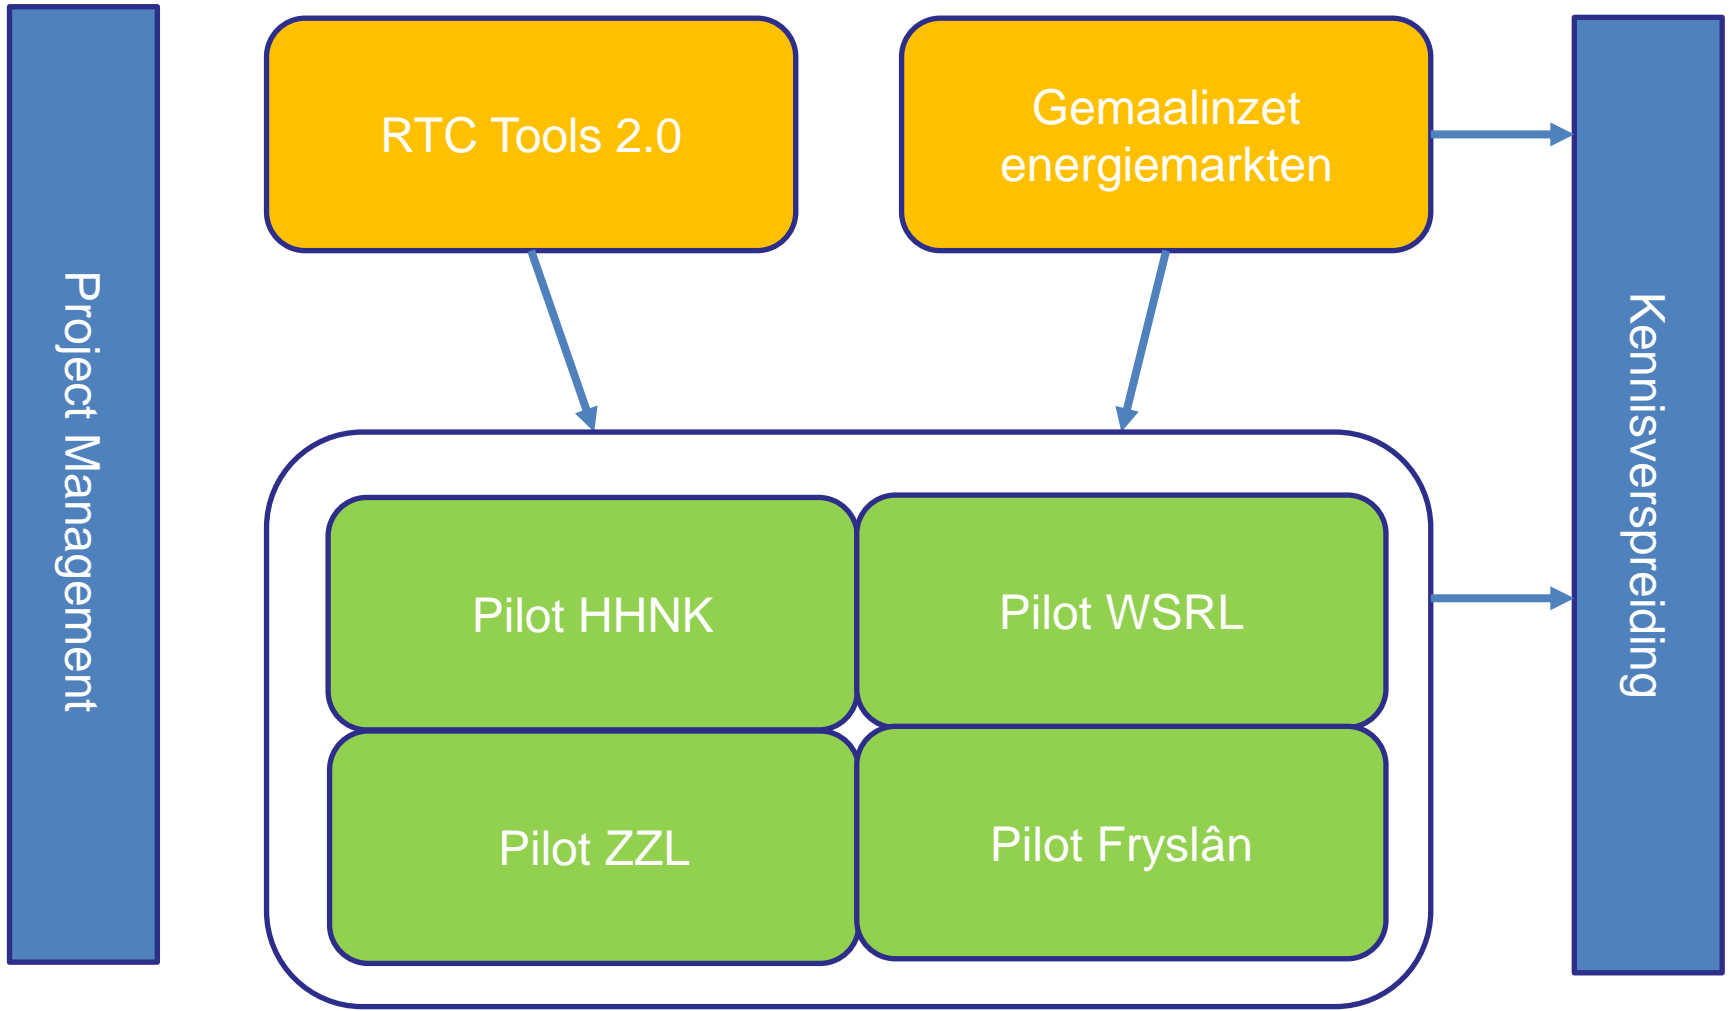 Project Management
RTC Tools 2.0
Gemaalinzet
energiemarkten
Kennisverspreiding
Pilot HHNK
Pilot WSRL
Pilot ZZL
Pilot Fryslân